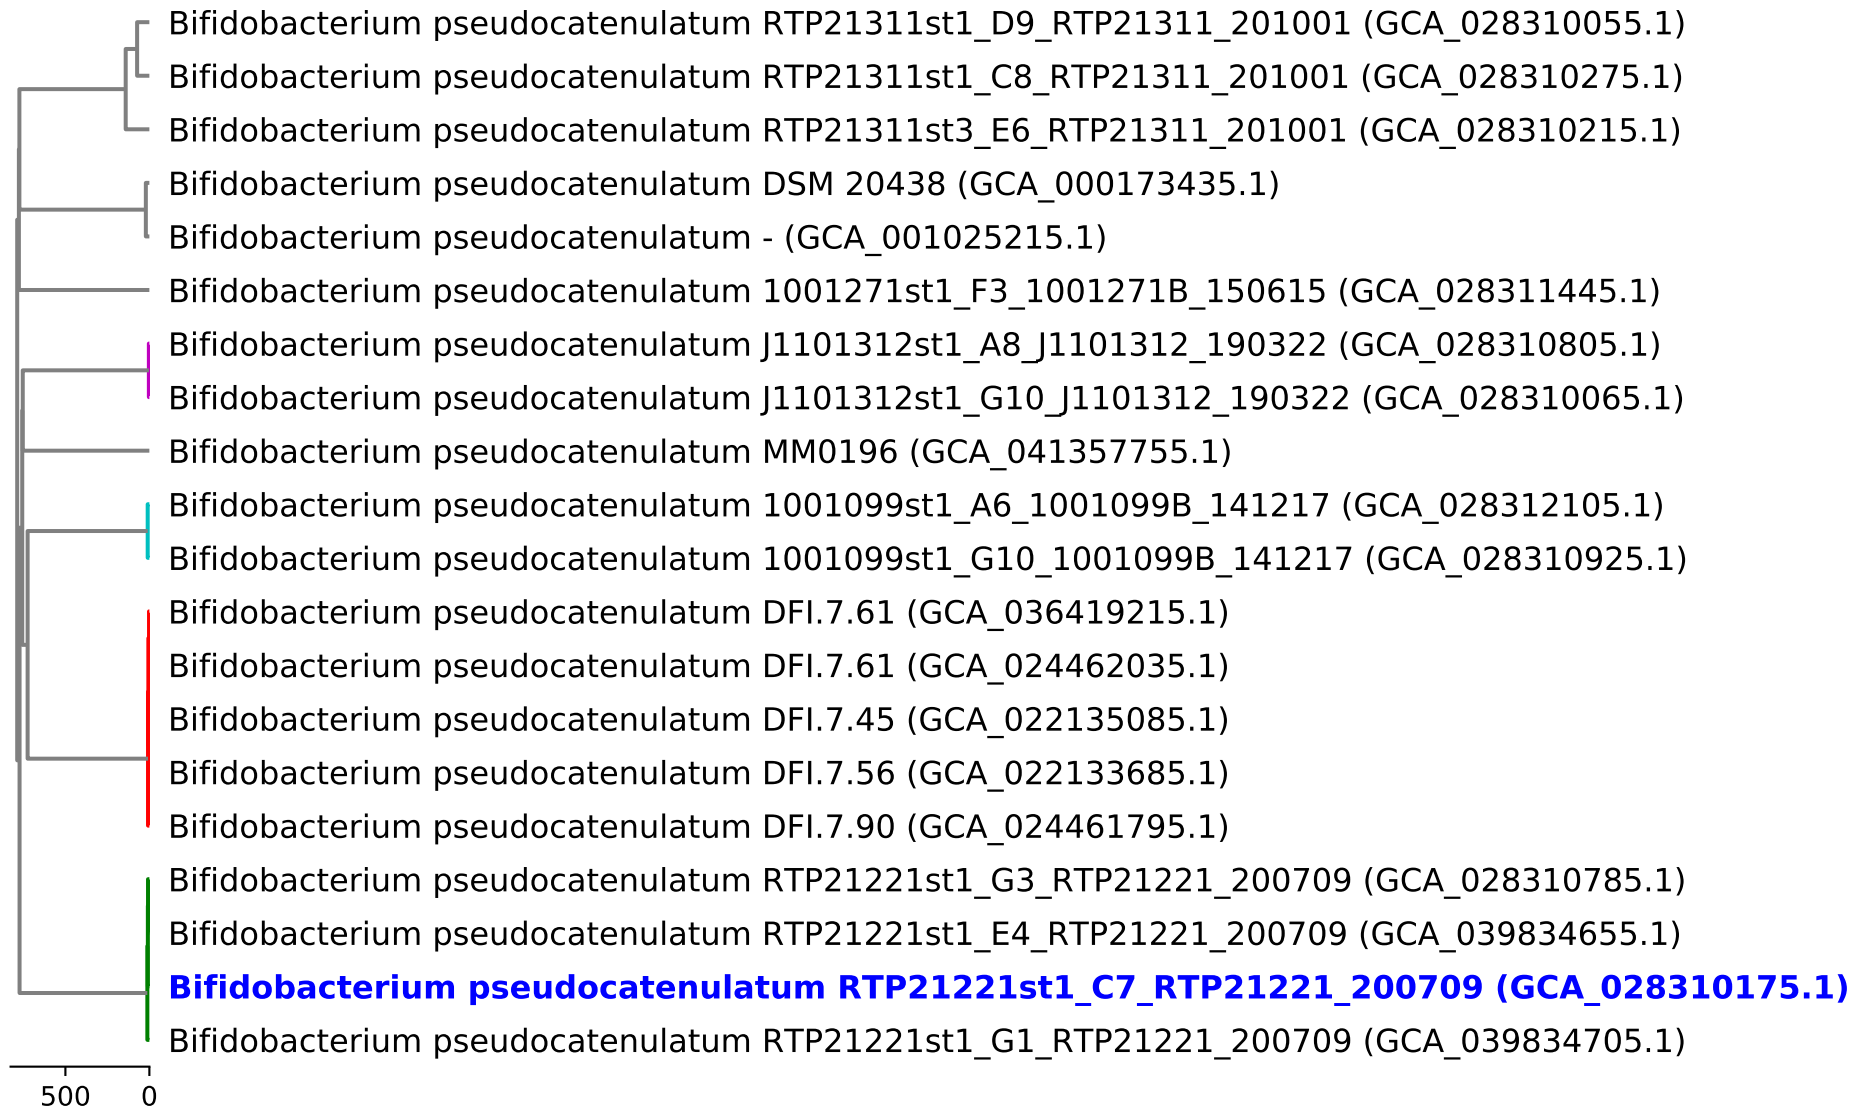 Bifidobacterium pseudocatenulatum RTP21311st1_D9_RTP21311_201001 (GCA_028310055.1)
Bifidobacterium pseudocatenulatum RTP21311st1_C8_RTP21311_201001 (GCA_028310275.1)
Bifidobacterium pseudocatenulatum RTP21311st3_E6_RTP21311_201001 (GCA_028310215.1)
Bifidobacterium pseudocatenulatum DSM 20438 (GCA_000173435.1)
Bifidobacterium pseudocatenulatum - (GCA_001025215.1)
Bifidobacterium pseudocatenulatum 1001271st1_F3_1001271B_150615 (GCA_028311445.1)
Bifidobacterium pseudocatenulatum J1101312st1_A8_J1101312_190322 (GCA_028310805.1)
Bifidobacterium pseudocatenulatum J1101312st1_G10_J1101312_190322 (GCA_028310065.1)
Bifidobacterium pseudocatenulatum MM0196 (GCA_041357755.1)
Bifidobacterium pseudocatenulatum 1001099st1_A6_1001099B_141217 (GCA_028312105.1)
Bifidobacterium pseudocatenulatum 1001099st1_G10_1001099B_141217 (GCA_028310925.1)
Bifidobacterium pseudocatenulatum DFI.7.61 (GCA_036419215.1)
Bifidobacterium pseudocatenulatum DFI.7.61 (GCA_024462035.1)
Bifidobacterium pseudocatenulatum DFI.7.45 (GCA_022135085.1)
Bifidobacterium pseudocatenulatum DFI.7.56 (GCA_022133685.1)
Bifidobacterium pseudocatenulatum DFI.7.90 (GCA_024461795.1)
Bifidobacterium pseudocatenulatum RTP21221st1_G3_RTP21221_200709 (GCA_028310785.1)
Bifidobacterium pseudocatenulatum RTP21221st1_E4_RTP21221_200709 (GCA_039834655.1)
Bifidobacterium pseudocatenulatum RTP21221st1_C7_RTP21221_200709 (GCA_028310175.1)
Bifidobacterium pseudocatenulatum RTP21221st1_G1_RTP21221_200709 (GCA_039834705.1)
500 0